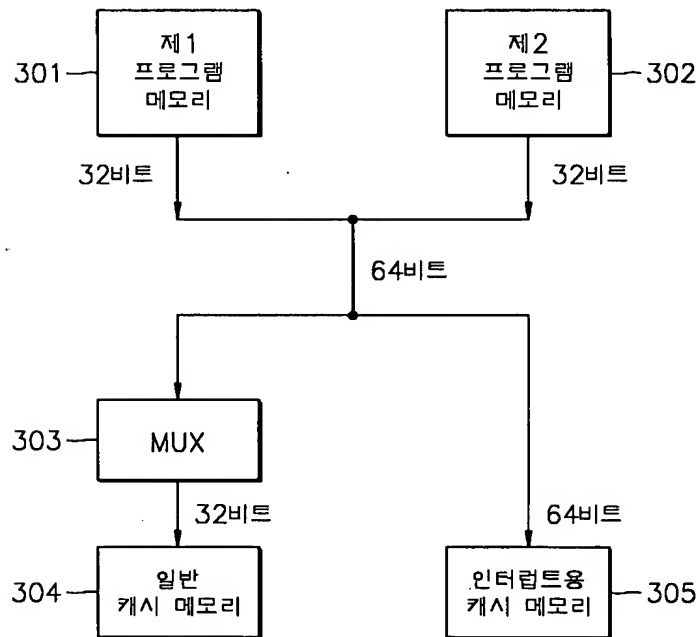 301
제1
프로그램
메모리
제2
프로그램
메모리
302
32비트
32비트
64비트
303
MUX
32비트
64비트
304
일반
캐시 메모리
인터럽트용
캐시 메모리
305